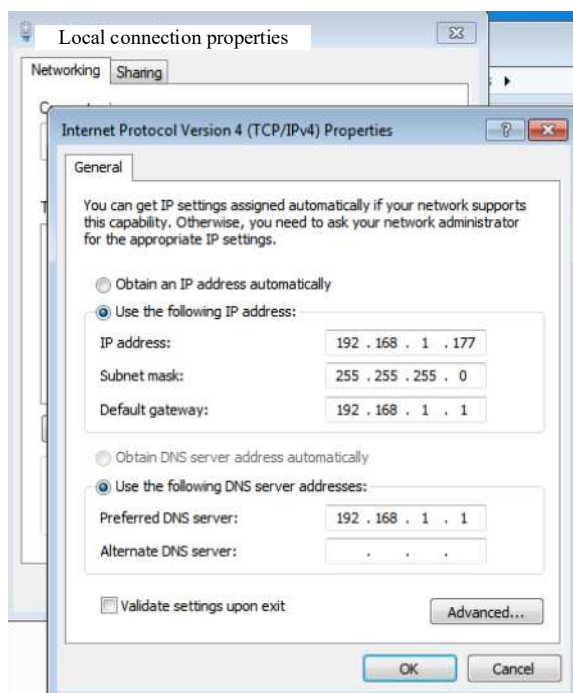 Local connection properties
Networking
Sharing
Internet Protocol Version 4 (TCP/IPv4) Properties
General
You can get IP settings assigned automatically if your network supports
this capability. Otherwise, you need to ask your network administrator
for the appropriate IP settings.
Obtain an IP address automatically
Use the following IP address:
IP address: 192 . 168 . 1 . 177
Subnet mask: 255 . 255 . 255 . 0
Default gateway: 192 . 168 . 1 . 1
Obtain DNS server address automatically
Use the following DNS server addresses:
Preferred DNS server: 192 . 168 . 1 . 1
Alternate DNS server: . . .
Validate settings upon exit
Advanced...
OK
Cancel